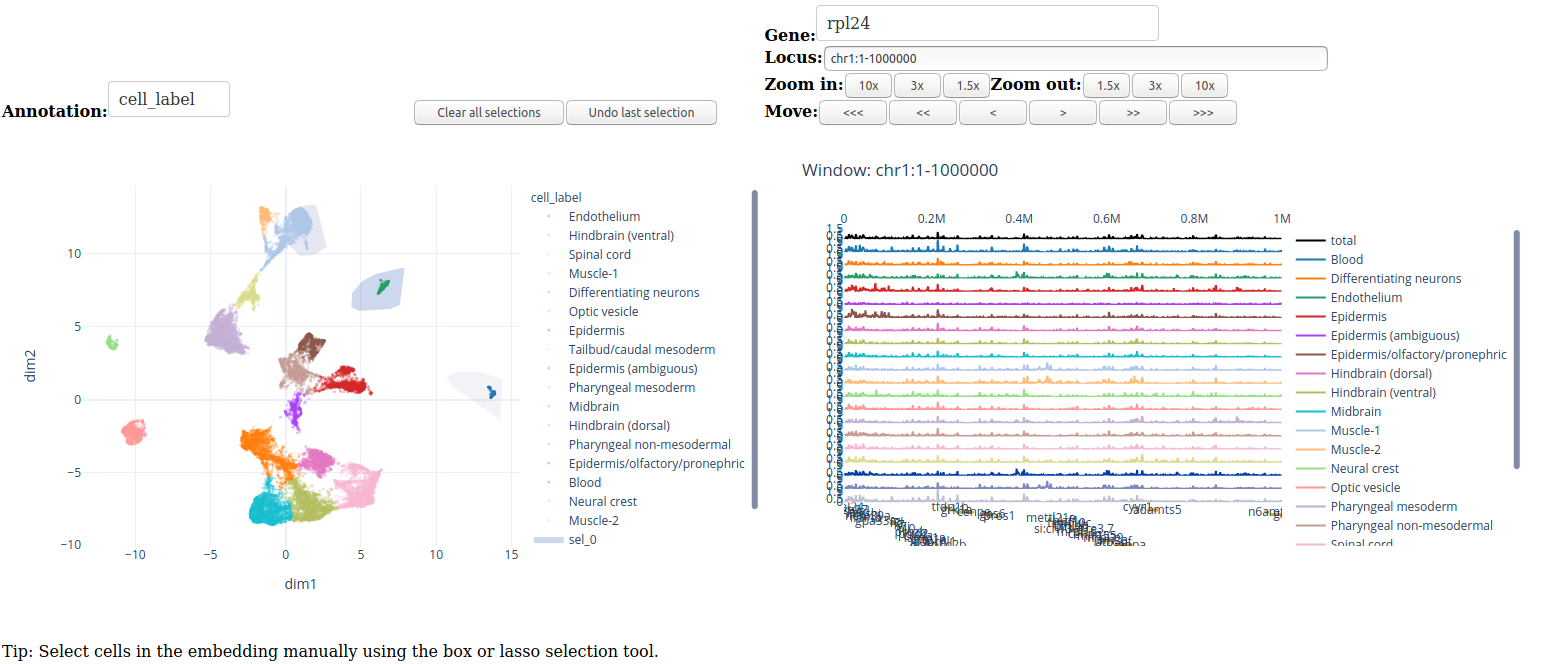 Gene: rpl24
Locus: chr1:1-1000000
Zoom in: 10x 3x 1.5x Zoom out: 1.5x 3x 10x
Annotation: cell_label
Clear all selections Undo last selection
Move: <<< << < > >> >>>
Window: chr1:1-1000000
dim2
10
5
0
−5
−10
−10 −5 0 5 10 15
dim1
cell_label
Endothelium
Hindbrain (ventral)
Spinal cord
Muscle-1
Differentiating neurons
Optic vesicle
Epidermis
Tailbud/caudal mesoderm
Epidermis (ambiguous)
Pharyngeal mesoderm
Midbrain
Hindbrain (dorsal)
Pharyngeal non-mesodermal
Epidermis/olfactory/pronephric
Blood
Neural crest
Muscle-2
sel_0
0 0.2M 0.4M 0.6M 0.8M 1M
total
Blood
Differentiating neurons
Endothelium
Epidermis
Epidermis (ambiguous)
Epidermis/olfactory/pronephric
Hindbrain (dorsal)
Hindbrain (ventral)
Midbrain
Muscle-1
Muscle-2
Neural crest
Optic vesicle
Pharyngeal mesoderm
Pharyngeal non-mesodermal
Spinal cord
Tip: Select cells in the embedding manually using the box or lasso selection tool.